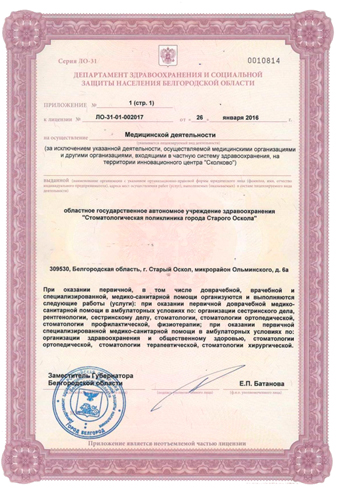 Серия ЛО-31
0010814
ДЕПАРТАМЕНТ ЗДРАВООХРАНЕНИЯ И СОЦИАЛЬНОЙ
ЗАЩИТЫ НАСЕЛЕНИЯ БЕЛГОРОДСКОЙ ОБЛАСТИ
ПРИЛОЖЕНИЕ № 1 (стр. 1)
к лицензии № ЛО-31-01-002017 от « 26 » января 2016
на осуществление Медицинской деятельности
(за исключением указанной деятельности, осуществляемой медицинскими организациями
и другими организациями, входящими в частную систему здравоохранения, на
территории инновационного центра "Сколково")
областное государственное автономное учреждение здравоохранения
"Стоматологическая поликлиника города Старого Оскола"
309530, Белгородская область, г. Старый Оскол, микрорайон Ольминского, д. 6а
При оказании первичной, в том числе доврачебной, врачебной и
специализированной, медико-санитарной помощи организуются и выполняются
следующие работы (услуги): при оказании первичной доврачебной медико-
санитарной помощи в амбулаторных условиях по: организации сестринского дела,
рентгенологии, сестринскому делу, стоматологии, стоматологии ортопедической,
стоматологии профилактической, физиотерапии; при оказании первичной
специализированной медико-санитарной помощи в амбулаторных условиях по:
организации здравоохранения и общественному здоровью, стоматологии
ортопедической, стоматологии терапевтической, стоматологии хирургической.
Заместитель Губернатора
Белгородской области
Е.П. Батанова
ГОРОД БЕЛГОРОД
Приложение является неотъемлемой частью лицензии